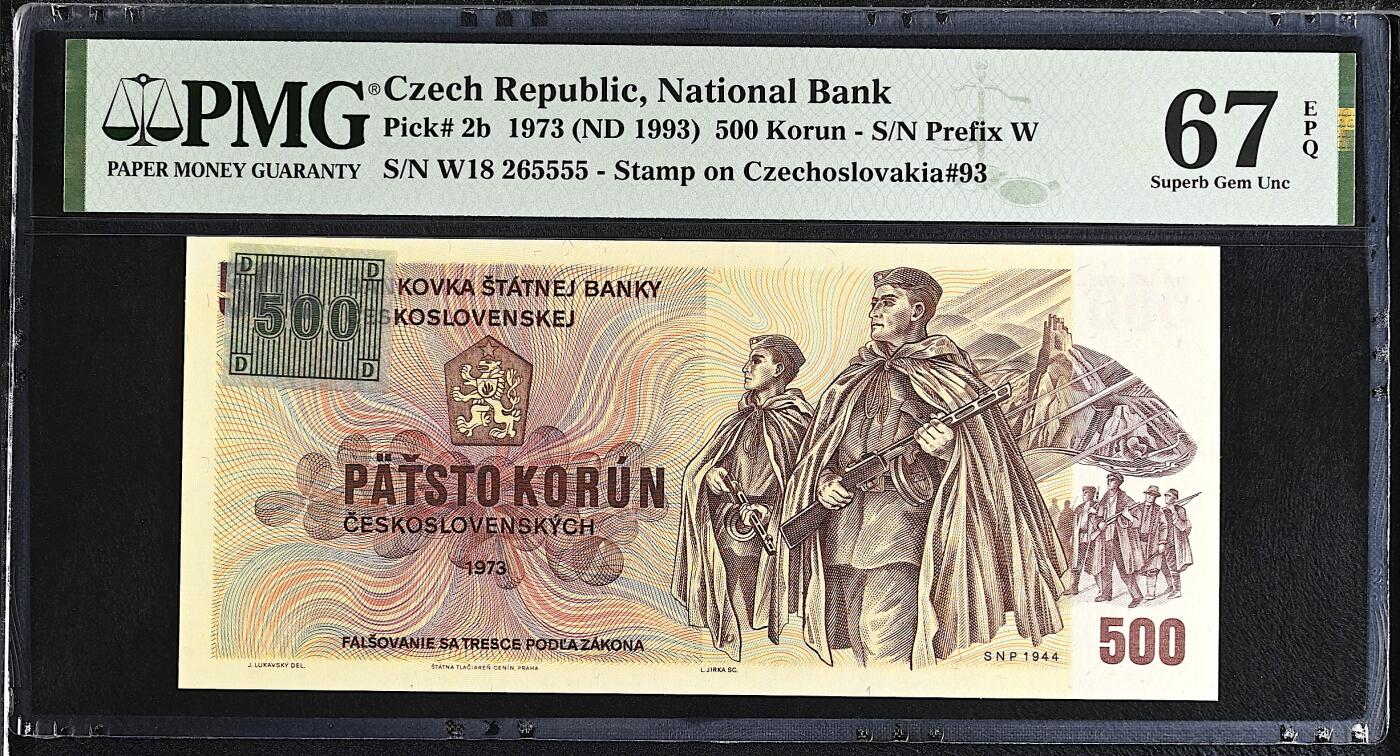 PMG®
PAPER MONEY GUARANTY
Czech Republic, National Bank
Pick# 2b 1973 (ND 1993) 500 Korun - S/N Prefix W
S/N W18 265555 - Stamp on Czechoslovakia#93
67
EPQ
Superb Gem Unc
D D
500
D D
NKOVKA ŠTÁTNEJ BANKY
ESKOSLOVENSKEJ
PÄŤSTO KORÚN
ČESKOSLOVENSKÝCH
1973
FALŠOVANIE SA TRESCE PODĽA ZÁKONA
J. LUKAVSKÝ DEL.
ŠTÁTNA TLAČIAREŇ CENÍN, PRAHA
L. JIRKA SC.
SNP 1944
500